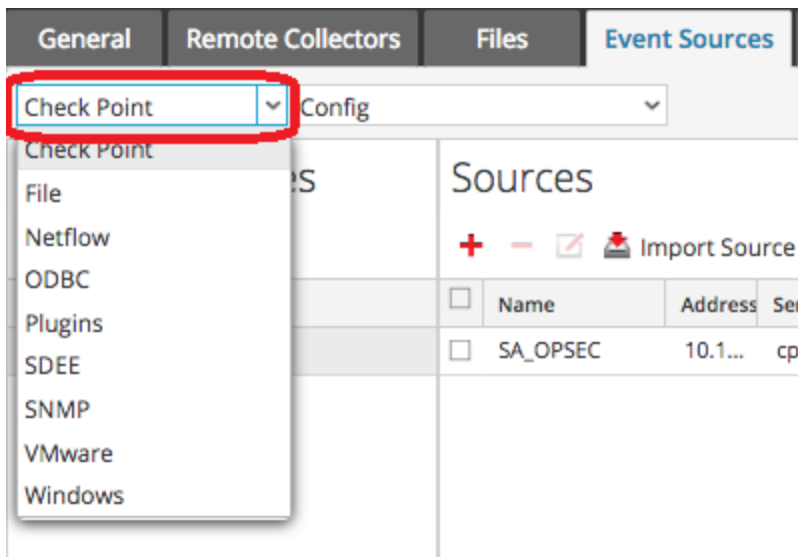 General Remote Collectors Files Event Sources
Check Point Config
Check Point
File
Netflow
ODBC
Plugins
SDEE
SNMP
VMware
Windows
Sources
Import Source
Name Address
SA_OPSEC 10.1...